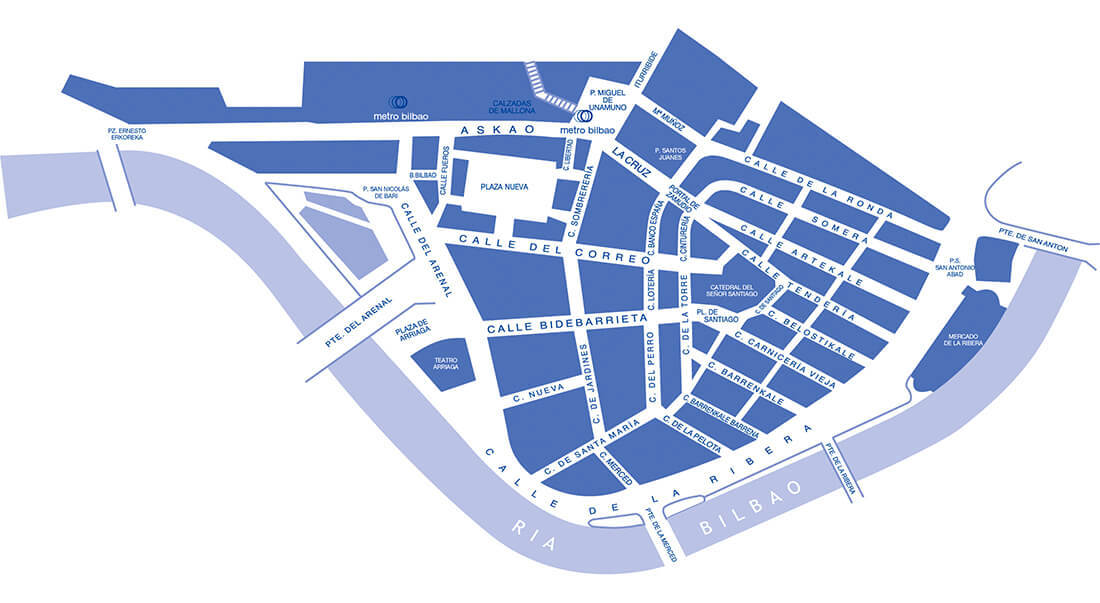 ITURRIBIDE
P. MIGUEL
DE
UNAMUNO
CALZADAS
DE MALLONA
metro bilbao
metro bilbao
Mª MUÑOZ
PZ. ERNESTO
ERKOREKA
ASKAO
C. LIBERTAD
LA CRUZ
P. SANTOS
JUANES
CALLE DE LA RONDA
B.BILBAO
CALLE FUEROS
PLAZA NUEVA
P. SAN NICOLÁS
DE BARI
C. SOMBRERERÍA
PORTAL DE
ZAMUDIO
CALLE SOMERA
C. BANCO ESPAÑA
C. CINTURERÍA
CALLE DEL ARENAL
CALLE DEL CORREO
CALLE ARTEKALE
PTE. DE SAN ANTON
P.S.
SAN ANTONIO
ABAD
CALLE TENDERÍA
C. LOTERÍA
C. DE LA TORRE
CATEDRAL DEL
SEÑOR SANTIAGO
C. DE SANTIAGO
PTE. DEL ARENAL
PLAZA DE
ARRIAGA
CALLE BIDEBARRIETA
PL. DE
SANTIAGO
C. BELOSTIKALE
MERCADO
DE LA RIBERA
TEATRO
ARRIAGA
C. DE JARDINES
C. DEL PERRO
C. CARNICERÍA VIEJA
C. NUEVA
C. BARRENKALE
C. BARRENKALE BARRENA
C. DE SANTA MARÍA
C. DE LA PELOTA
C. MERCED
CALLE DE LA RIBERA
PTE. DE LA RIBERA
PTE. DE LA MERCED
RIA BILBAO